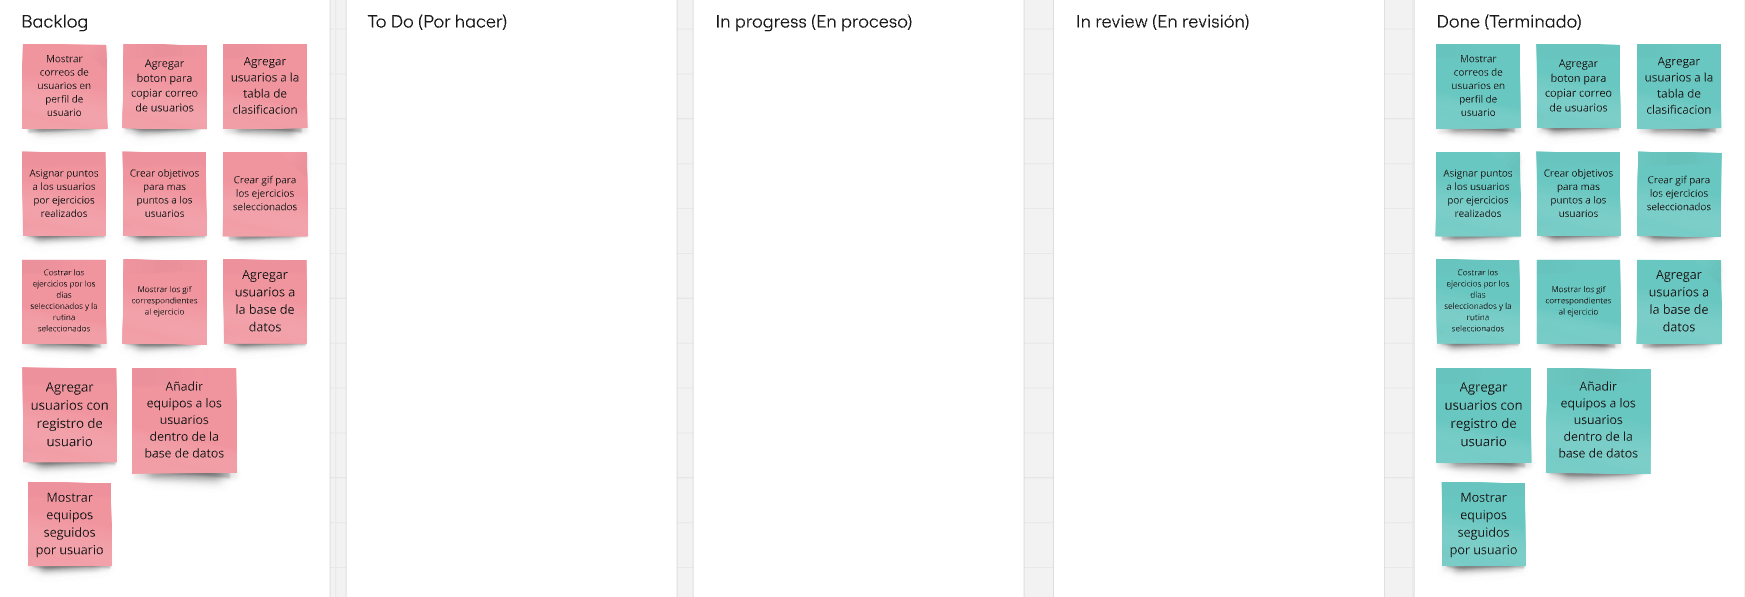 Backlog
Mostrar
correos de
usuarios en
perfil de
usuario
Agregar
boton para
copiar correo
de usuarios
Agregar
usuarios a la
tabla de
clasificacion
Asignar puntos
a los usuarios
por ejercicios
realizados
Crear objetivos
para mas
puntos a los
usuarios
Crear gif para
los ejercicios
seleccionados
Costrar los
ejercicios por los
dias
seleccionados y la
rutina
seleccionados
Mostrar los gif
correspondientes
al ejercicio
Agregar
usuarios a
la base de
datos
Agregar
usuarios con
registro de
usuario
Añadir
equipos a los
usuarios
dentro de la
base de datos
Mostrar
equipos
seguidos
por usuario
To Do (Por hacer)
In progress (En proceso)
In review (En revisión)
Done (Terminado)
Mostrar
correos de
usuarios en
perfil de
usuario
Agregar
boton para
copiar correo
de usuarios
Agregar
usuarios a la
tabla de
clasificacion
Asignar puntos
a los usuarios
por ejercicios
realizados
Crear objetivos
para mas
puntos a los
usuarios
Crear gif para
los ejercicios
seleccionados
Costrar los
ejercicios por los
dias
seleccionados y la
rutina
seleccionados
Mostrar los gif
correspondientes
al ejercicio
Agregar
usuarios a
la base de
datos
Agregar
usuarios con
registro de
usuario
Añadir
equipos a los
usuarios
dentro de la
base de datos
Mostrar
equipos
seguidos
por usuario